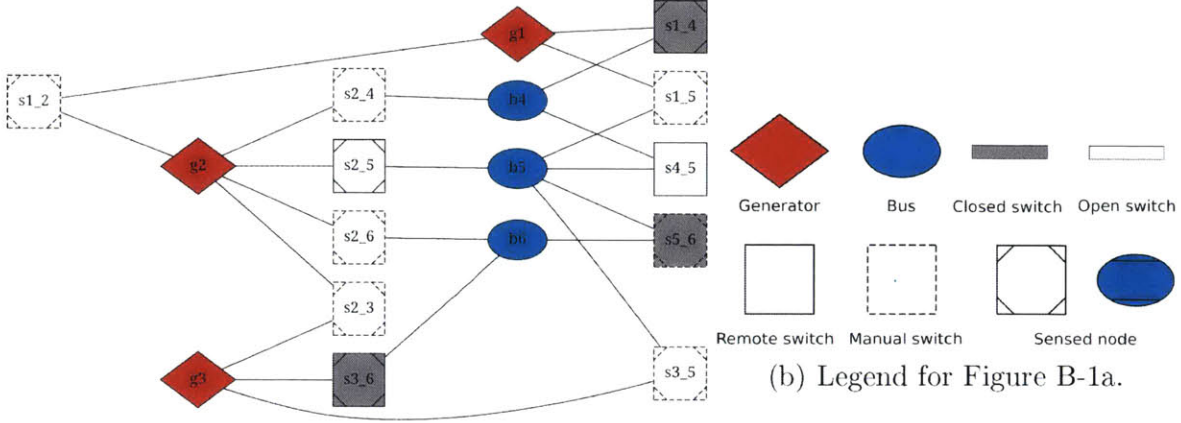 g1
s1_4
s1_2
s2_4
b4
s1_5
g2
s2_5
b5
s4_5
s2_6
b6
s5_6
s2_3
g3
s3_6
s3_5
Generator
Bus
Closed switch
Open switch
Remote switch
Manual switch
Sensed node
(b) Legend for Figure B-1a.